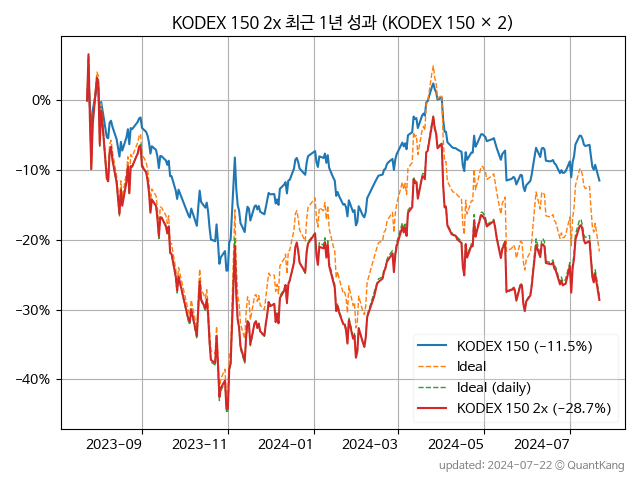 KODEX 150 2x 최근 1년 성과 (KODEX 150 × 2)
0%
−10%
−20%
−30%
−40%
KODEX 150 (−11.5%)
Ideal
Ideal (daily)
KODEX 150 2x (−28.7%)
2023-09
2023-11
2024-01
2024-03
2024-05
2024-07
updated: 2024-07-22 © QuantKang